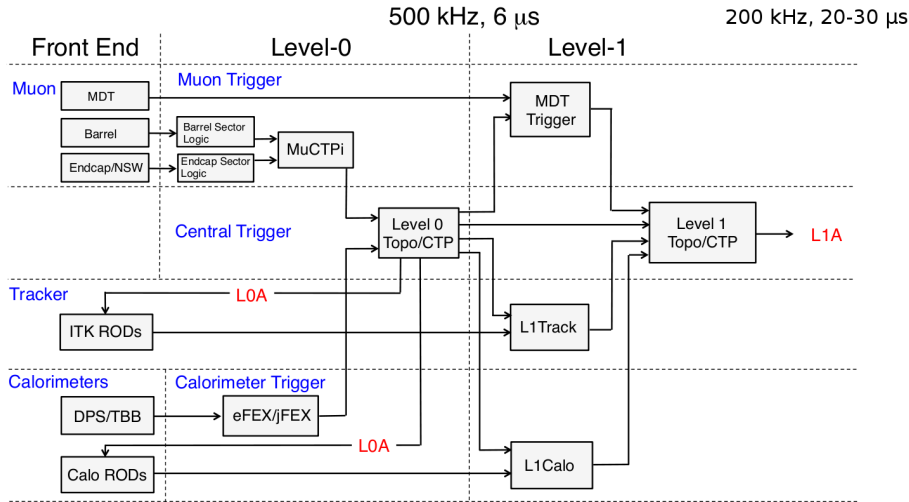 500 kHz, 6 μs
200 kHz, 20-30 μs
Front End
Level-0
Level-1
Muon
Muon Trigger
MDT
MDT
Trigger
Barrel
Barrel Sector
Logic
MuCTPi
Endcap/NSW
Endcap Sector
Logic
Central Trigger
Level 0
Topo/CTP
Level 1
Topo/CTP
L1A
Tracker
L0A
ITK RODs
L1Track
Calorimeters
Calorimeter Trigger
DPS/TBB
eFEX/jFEX
L0A
Calo RODs
L1Calo